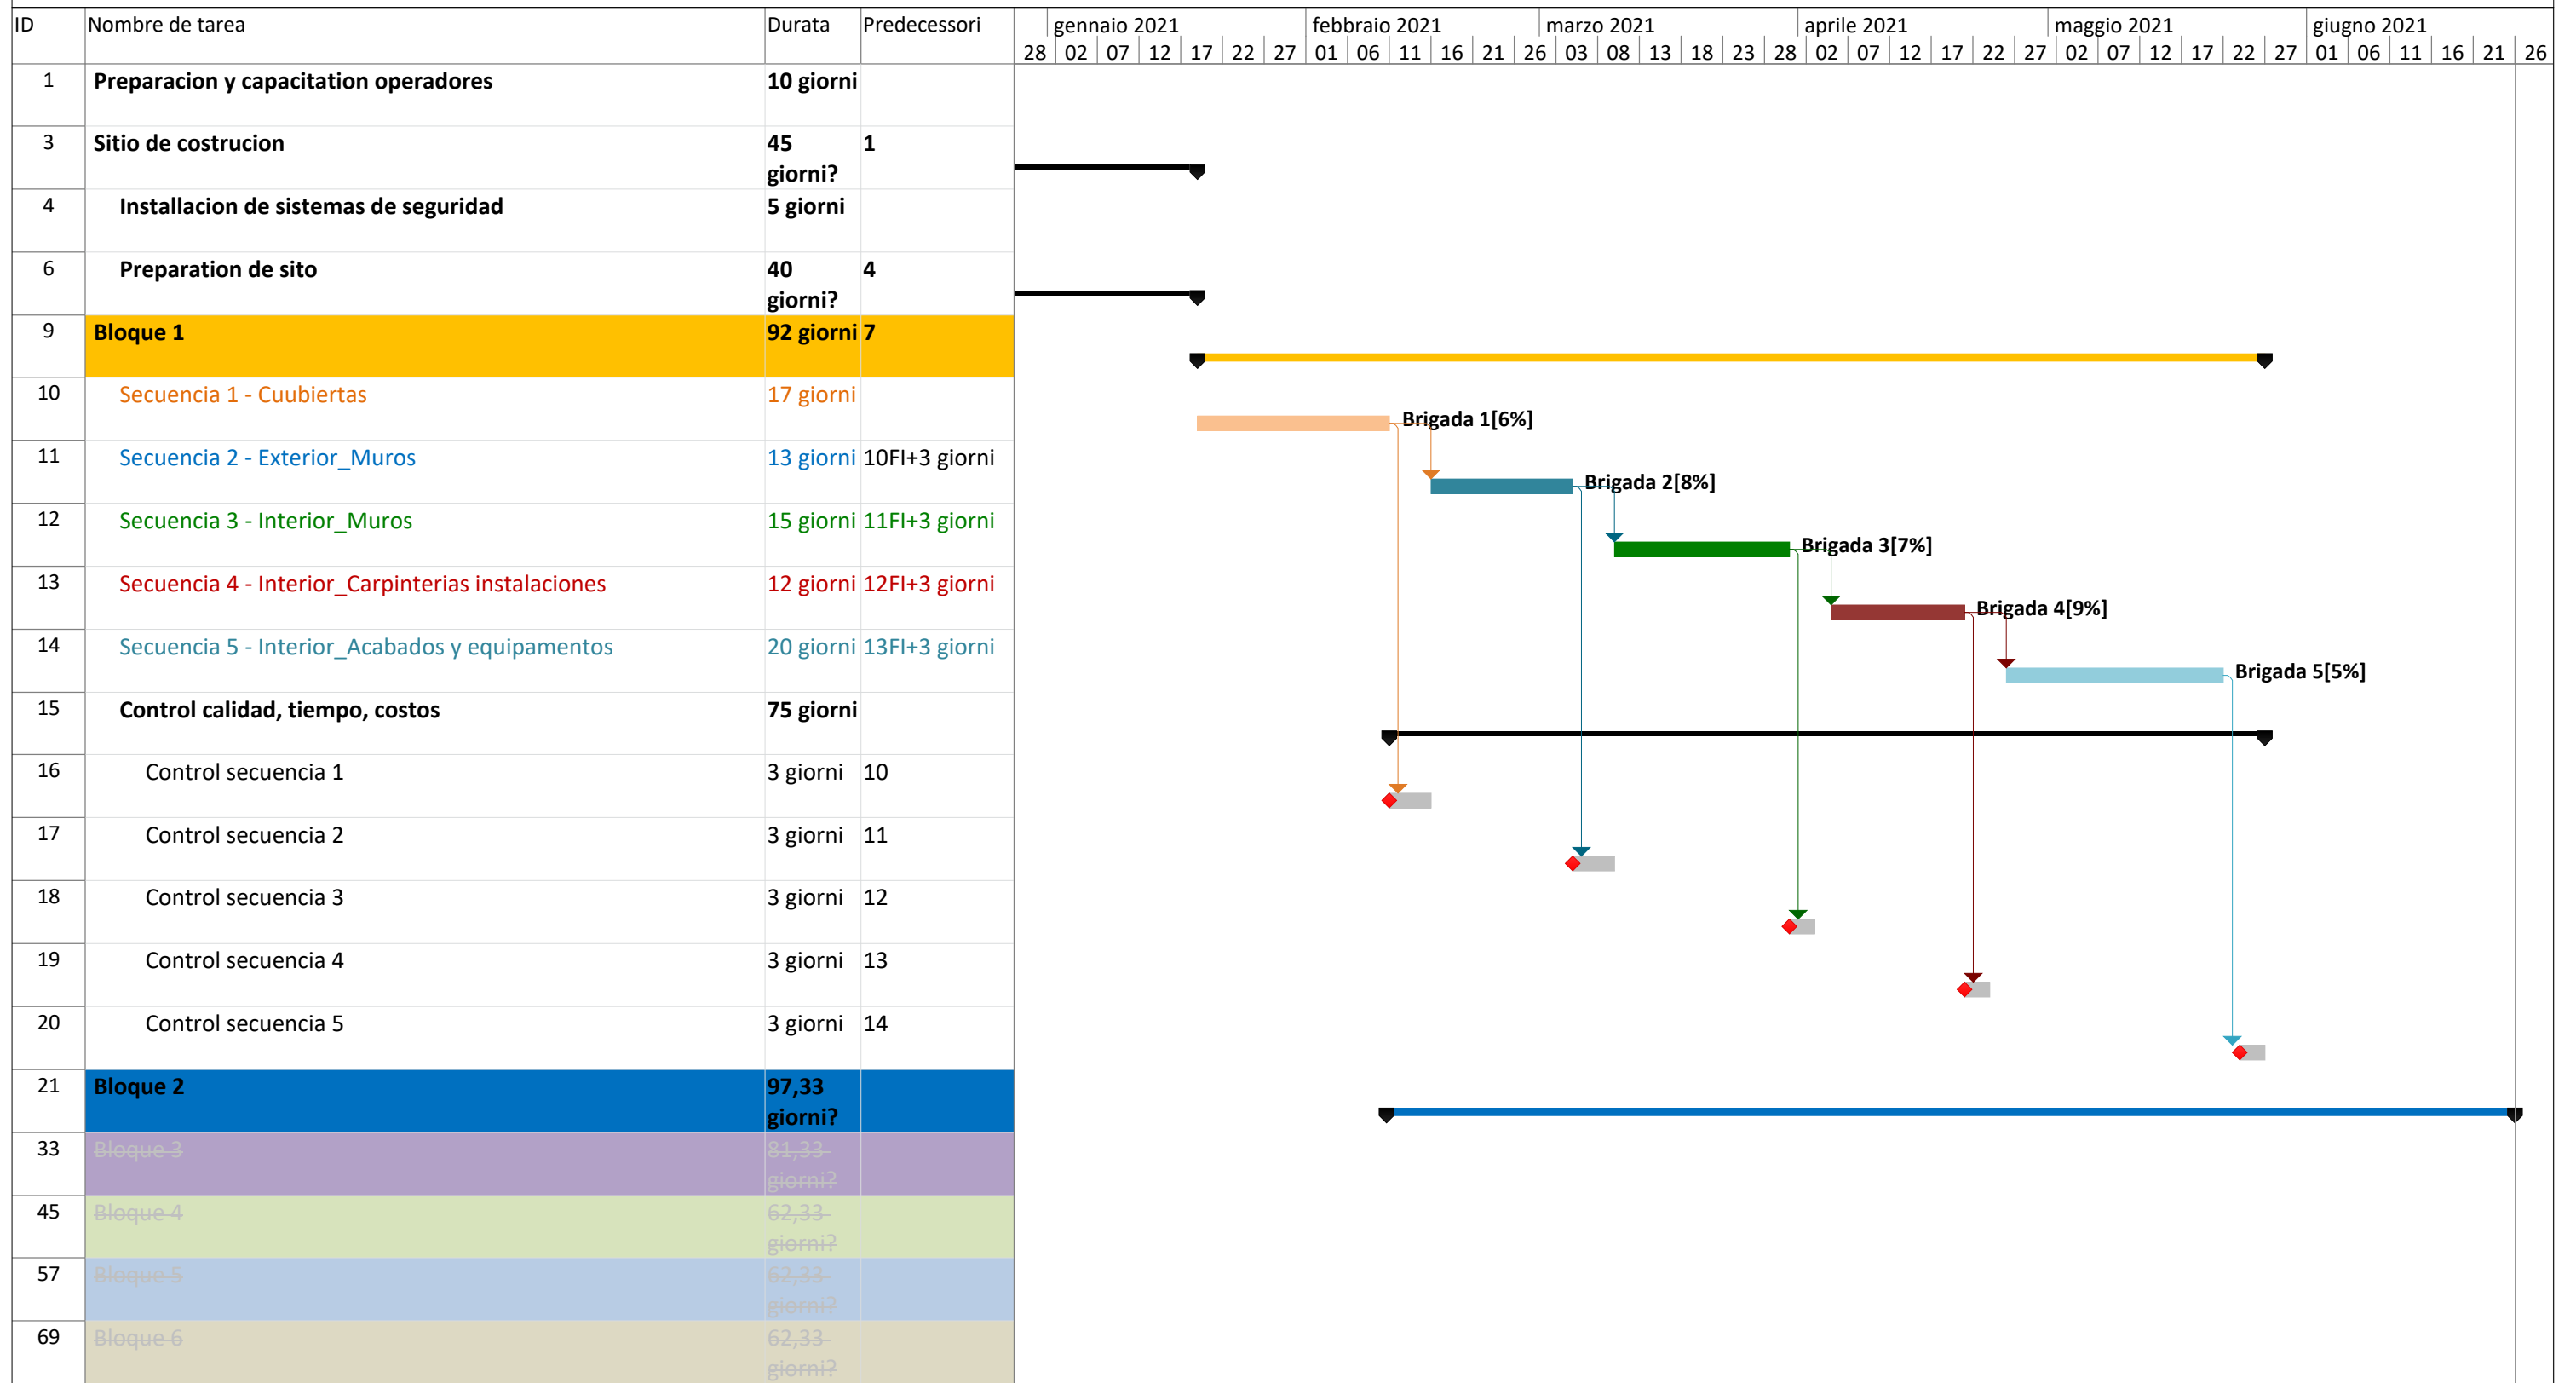 ID Nombre de tarea Durata Predecessori gennaio 2021 febbraio 2021 marzo 2021 aprile 2021 maggio 2021 giugno 2021
28 02 07 12 17 22 27 01 06 11 16 21 26 03 08 13 18 23 28 02 07 12 17 22 27 02 07 12 17 22 27 01 06 11 16 21 26
1 Preparacion y capacitation operadores 10 giorni
3 Sitio de costrucion 45 giorni? 1
4 Installacion de sistemas de seguridad 5 giorni
6 Preparation de sito 40 giorni? 4
9 Bloque 1 92 giorni 7
10 Secuencia 1 - Cuubiertas 17 giorni
Brigada 1[6%]
11 Secuencia 2 - Exterior_Muros 13 giorni 10FI+3 giorni
Brigada 2[8%]
12 Secuencia 3 - Interior_Muros 15 giorni 11FI+3 giorni
Brigada 3[7%]
13 Secuencia 4 - Interior_Carpinterias instalaciones 12 giorni 12FI+3 giorni
Brigada 4[9%]
14 Secuencia 5 - Interior_Acabados y equipamentos 20 giorni 13FI+3 giorni
Brigada 5[5%]
15 Control calidad, tiempo, costos 75 giorni
16 Control secuencia 1 3 giorni 10
17 Control secuencia 2 3 giorni 11
18 Control secuencia 3 3 giorni 12
19 Control secuencia 4 3 giorni 13
20 Control secuencia 5 3 giorni 14
21 Bloque 2 97,33 giorni?
33 Bloque 3 81,33 giorni?
45 Bloque 4 62,33 giorni?
57 Bloque 5 62,33 giorni?
69 Bloque 6 62,33 giorni?